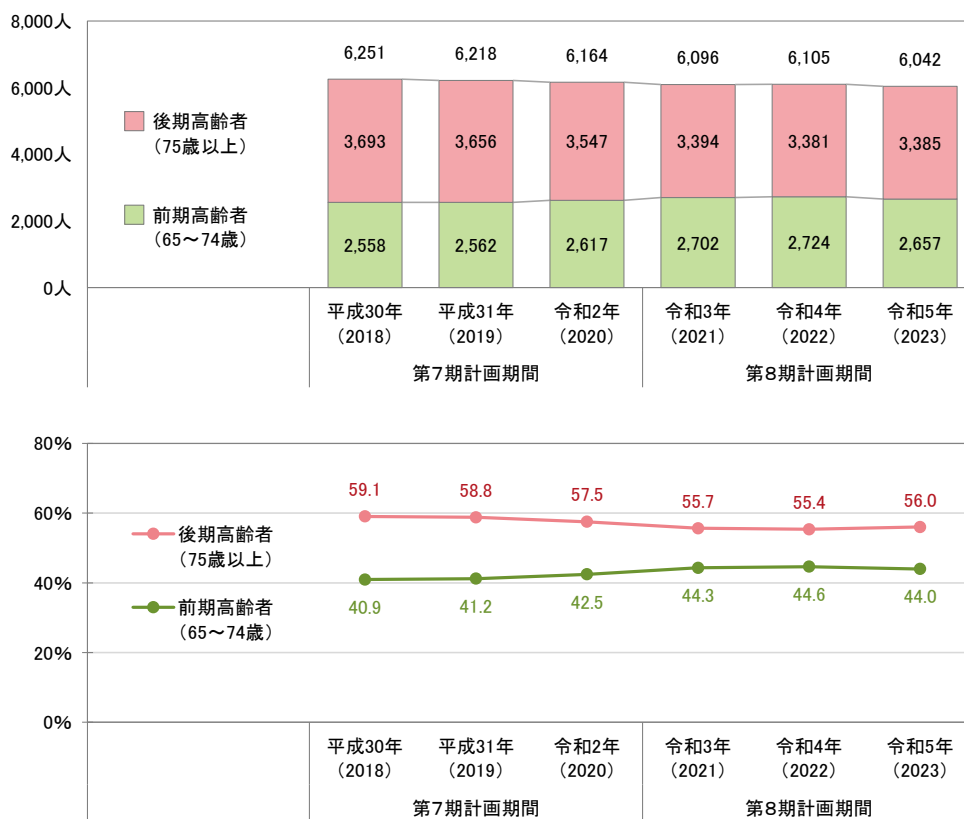 8,000人
6,000人
4,000人
2,000人
0人
後期高齢者
（75歳以上）
前期高齢者
（65～74歳）
6,251 6,218 6,164 6,096 6,105 6,042
3,693 3,656 3,547 3,394 3,381 3,385
2,558 2,562 2,617 2,702 2,724 2,657
平成30年 平成31年 令和2年 令和3年 令和4年 令和5年
（2018） （2019） （2020） （2021） （2022） （2023）
第7期計画期間 第8期計画期間
80%
60%
40%
20%
0%
後期高齢者
（75歳以上）
前期高齢者
（65～74歳）
59.1 58.8 57.5 55.7 55.4 56.0
40.9 41.2 42.5 44.3 44.6 44.0
平成30年 平成31年 令和2年 令和3年 令和4年 令和5年
（2018） （2019） （2020） （2021） （2022） （2023）
第7期計画期間 第8期計画期間